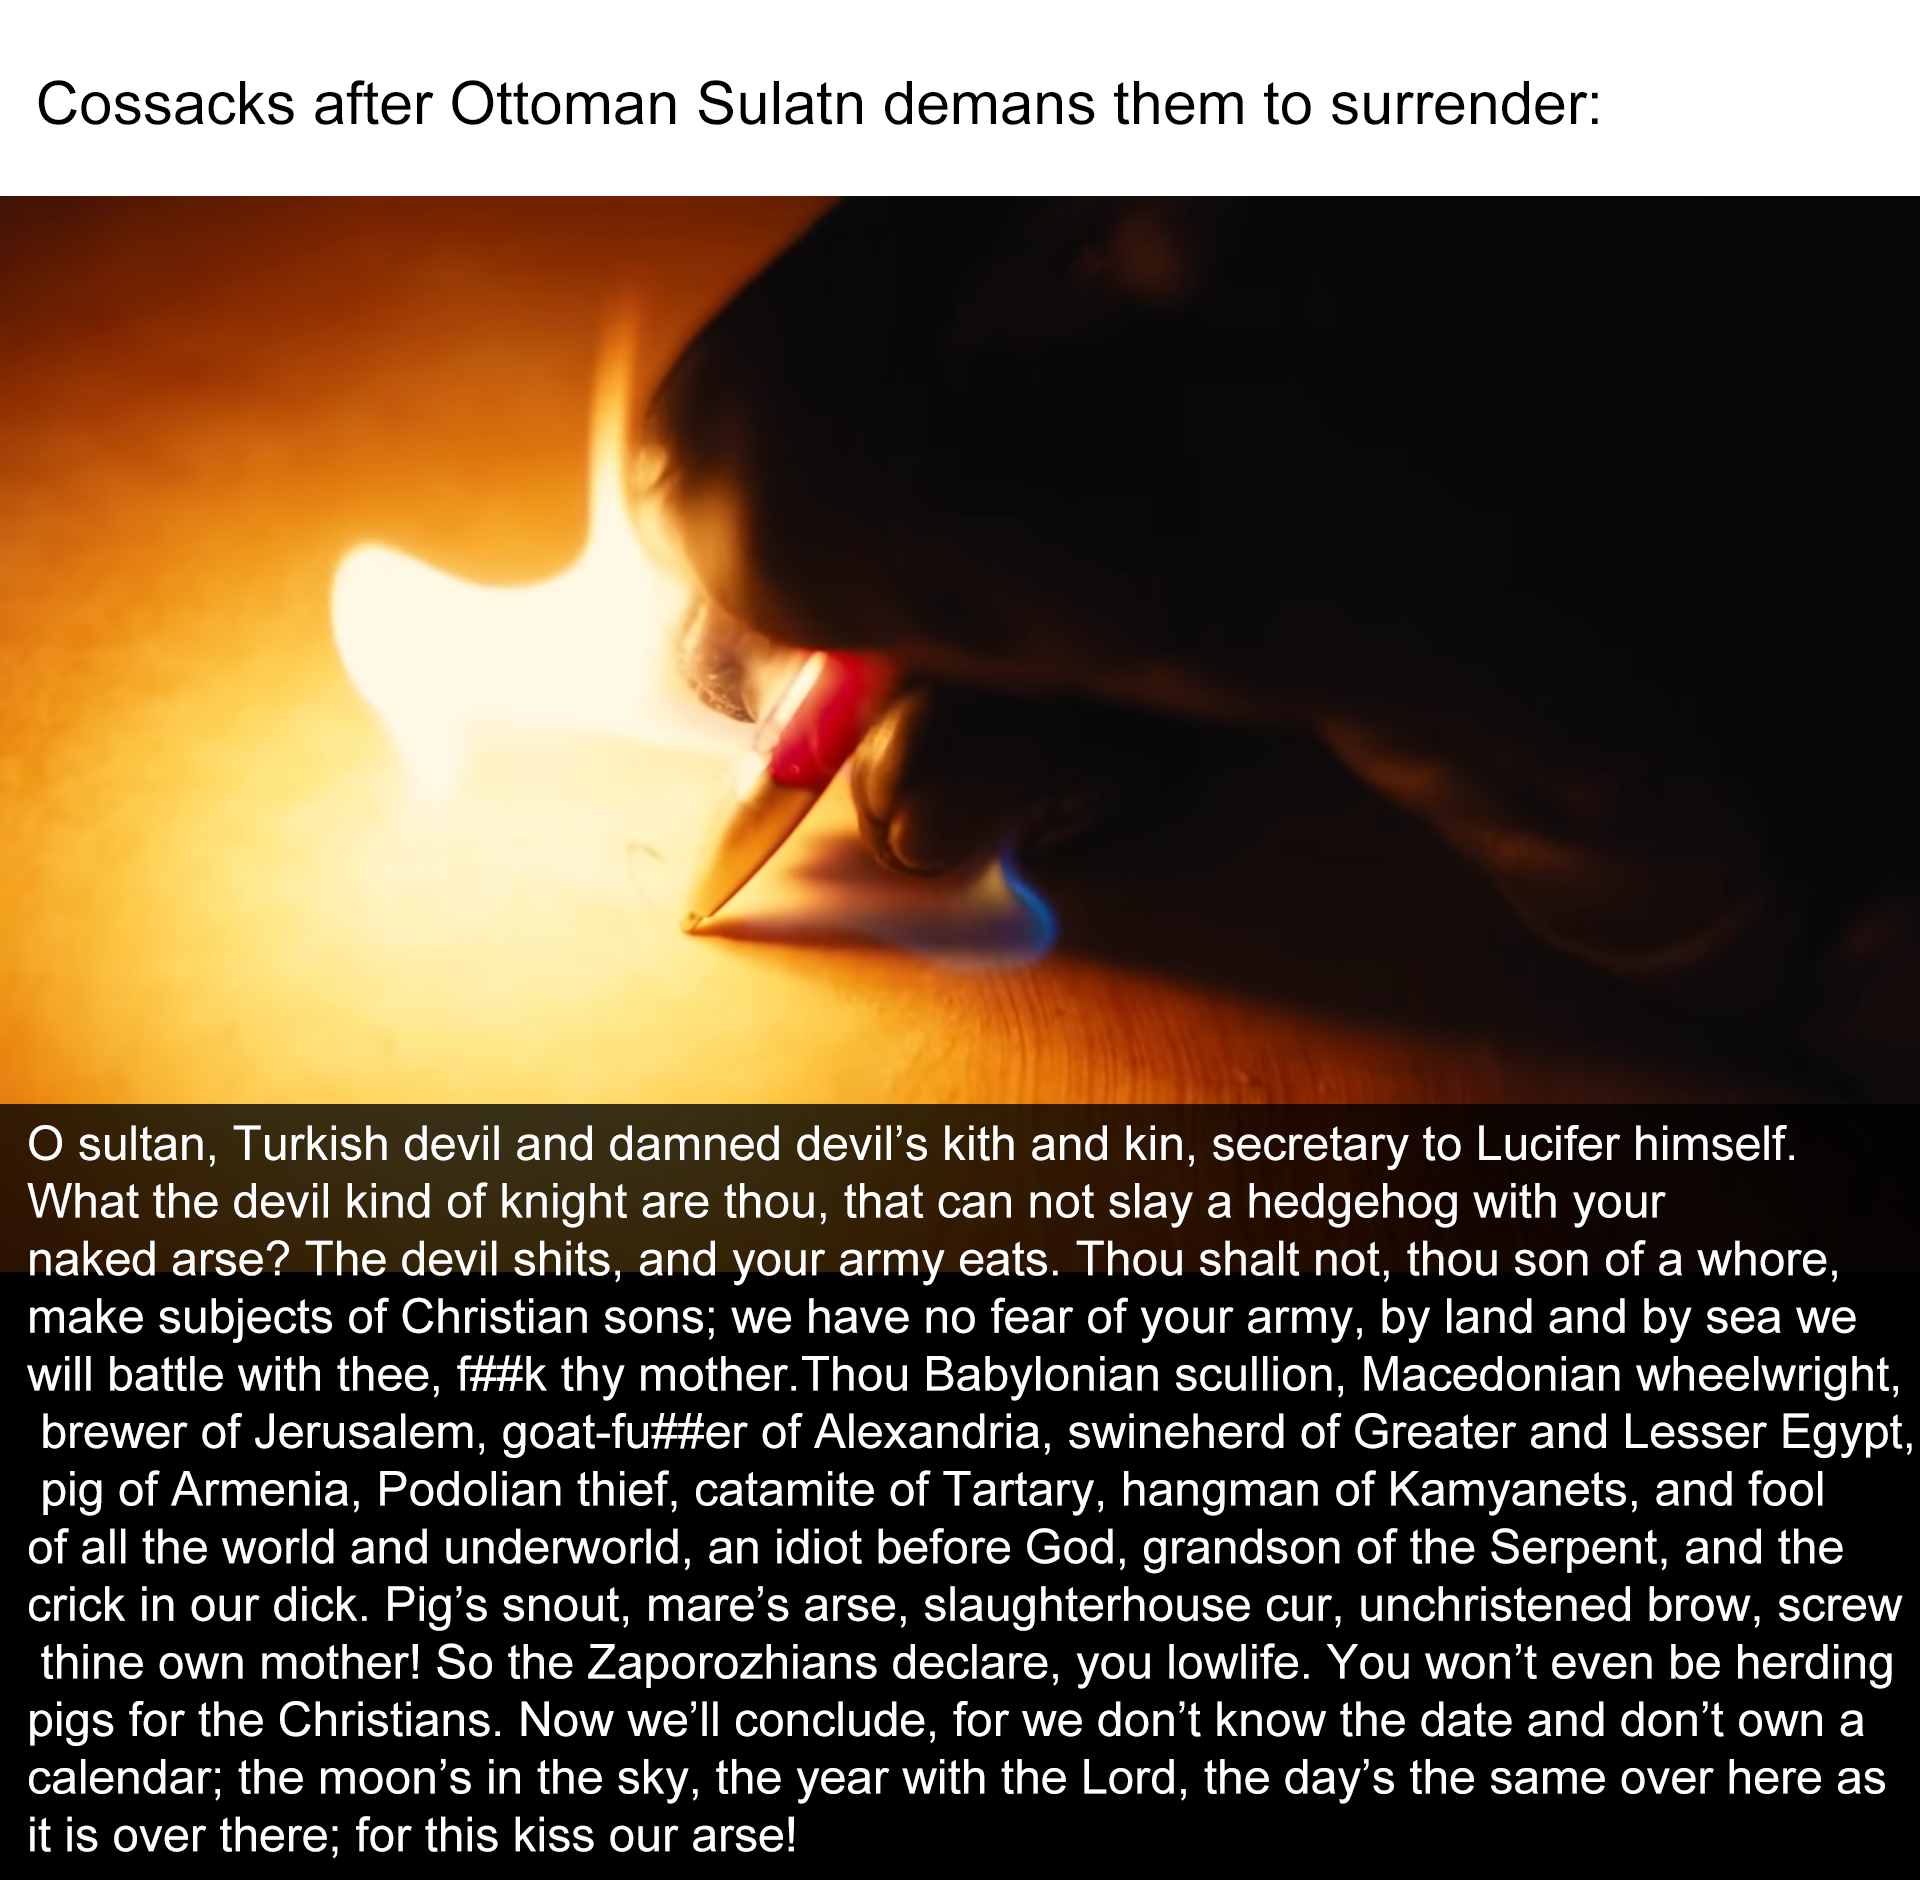 Cossacks after Ottoman Sulatn demans them to surrender:
O sultan, Turkish devil and damned devil’s kith and kin, secretary to Lucifer himself.
What the devil kind of knight are thou, that can not slay a hedgehog with your
naked arse? The devil shits, and your army eats. Thou shalt not, thou son of a whore,
make subjects of Christian sons; we have no fear of your army, by land and by sea we
will battle with thee, f##k thy mother.Thou Babylonian scullion, Macedonian wheelwright,
brewer of Jerusalem, goat-fu##er of Alexandria, swineherd of Greater and Lesser Egypt,
pig of Armenia, Podolian thief, catamite of Tartary, hangman of Kamyanets, and fool
of all the world and underworld, an idiot before God, grandson of the Serpent, and the
crick in our dick. Pig’s snout, mare’s arse, slaughterhouse cur, unchristened brow, screw
thine own mother! So the Zaporozhians declare, you lowlife. You won’t even be herding
pigs for the Christians. Now we’ll conclude, for we don’t know the date and don’t own a
calendar; the moon’s in the sky, the year with the Lord, the day’s the same over here as
it is over there; for this kiss our arse!